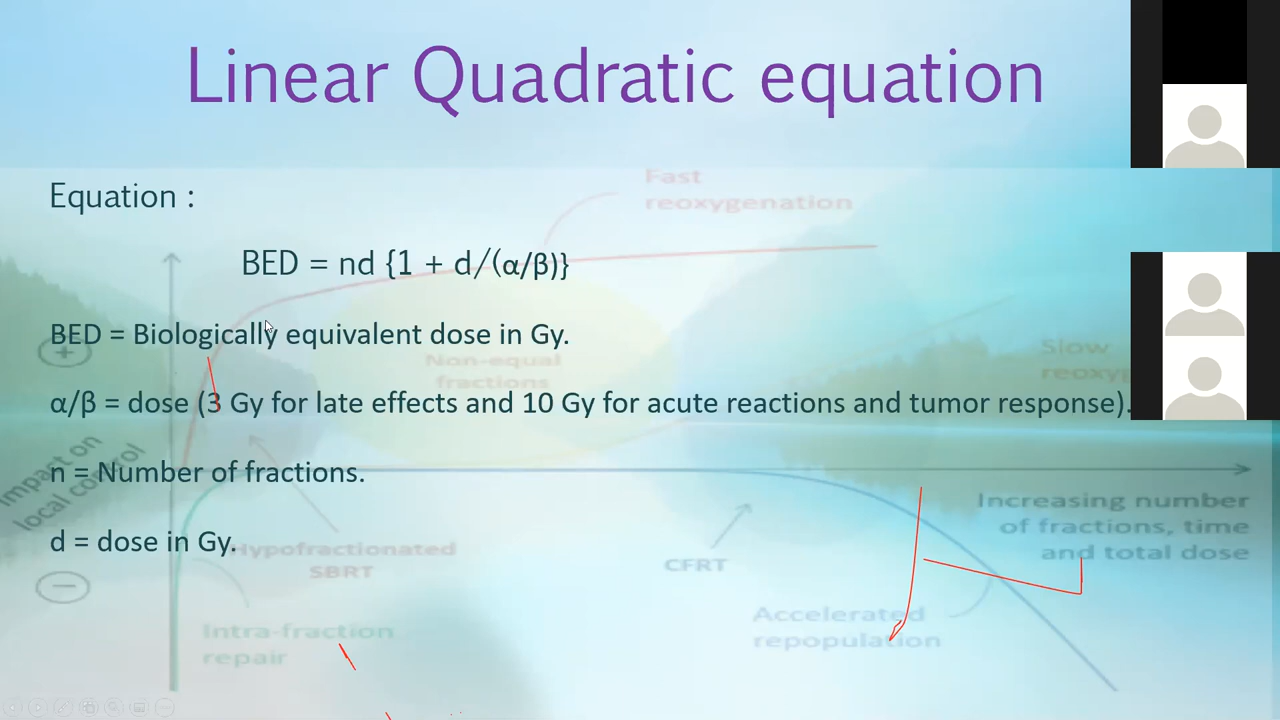 Linear Quadratic equation
Equation :
Fast
reoxygenation
BED = nd {1 + d/(α/β)}
BED = Biologically equivalent dose in Gy.
Non-equal
fractions
Slow
α/β = dose (3 Gy for late effects and 10 Gy for acute reactions and tumor response).
Impact on
local control
n = Number of fractions.
Increasing number
of fractions, time
and total dose
d = dose in Gy.
Hypofractionated
SBRT
CFRT
Accelerated
repopulation
Intra-fraction
repair